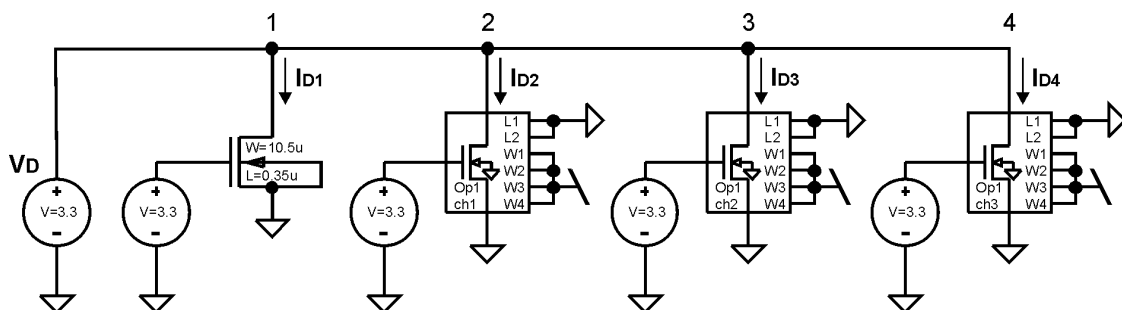 1 2 3 4
ID1 ID2 ID3 ID4
VD
+ V=3.3 -
+ V=3.3 -
W=10.5u
L=0.35u
+ V=3.3 -
Op1
ch1
L1
L2
W1
W2
W3
W4
+ V=3.3 -
Op1
ch2
L1
L2
W1
W2
W3
W4
+ V=3.3 -
Op1
ch3
L1
L2
W1
W2
W3
W4